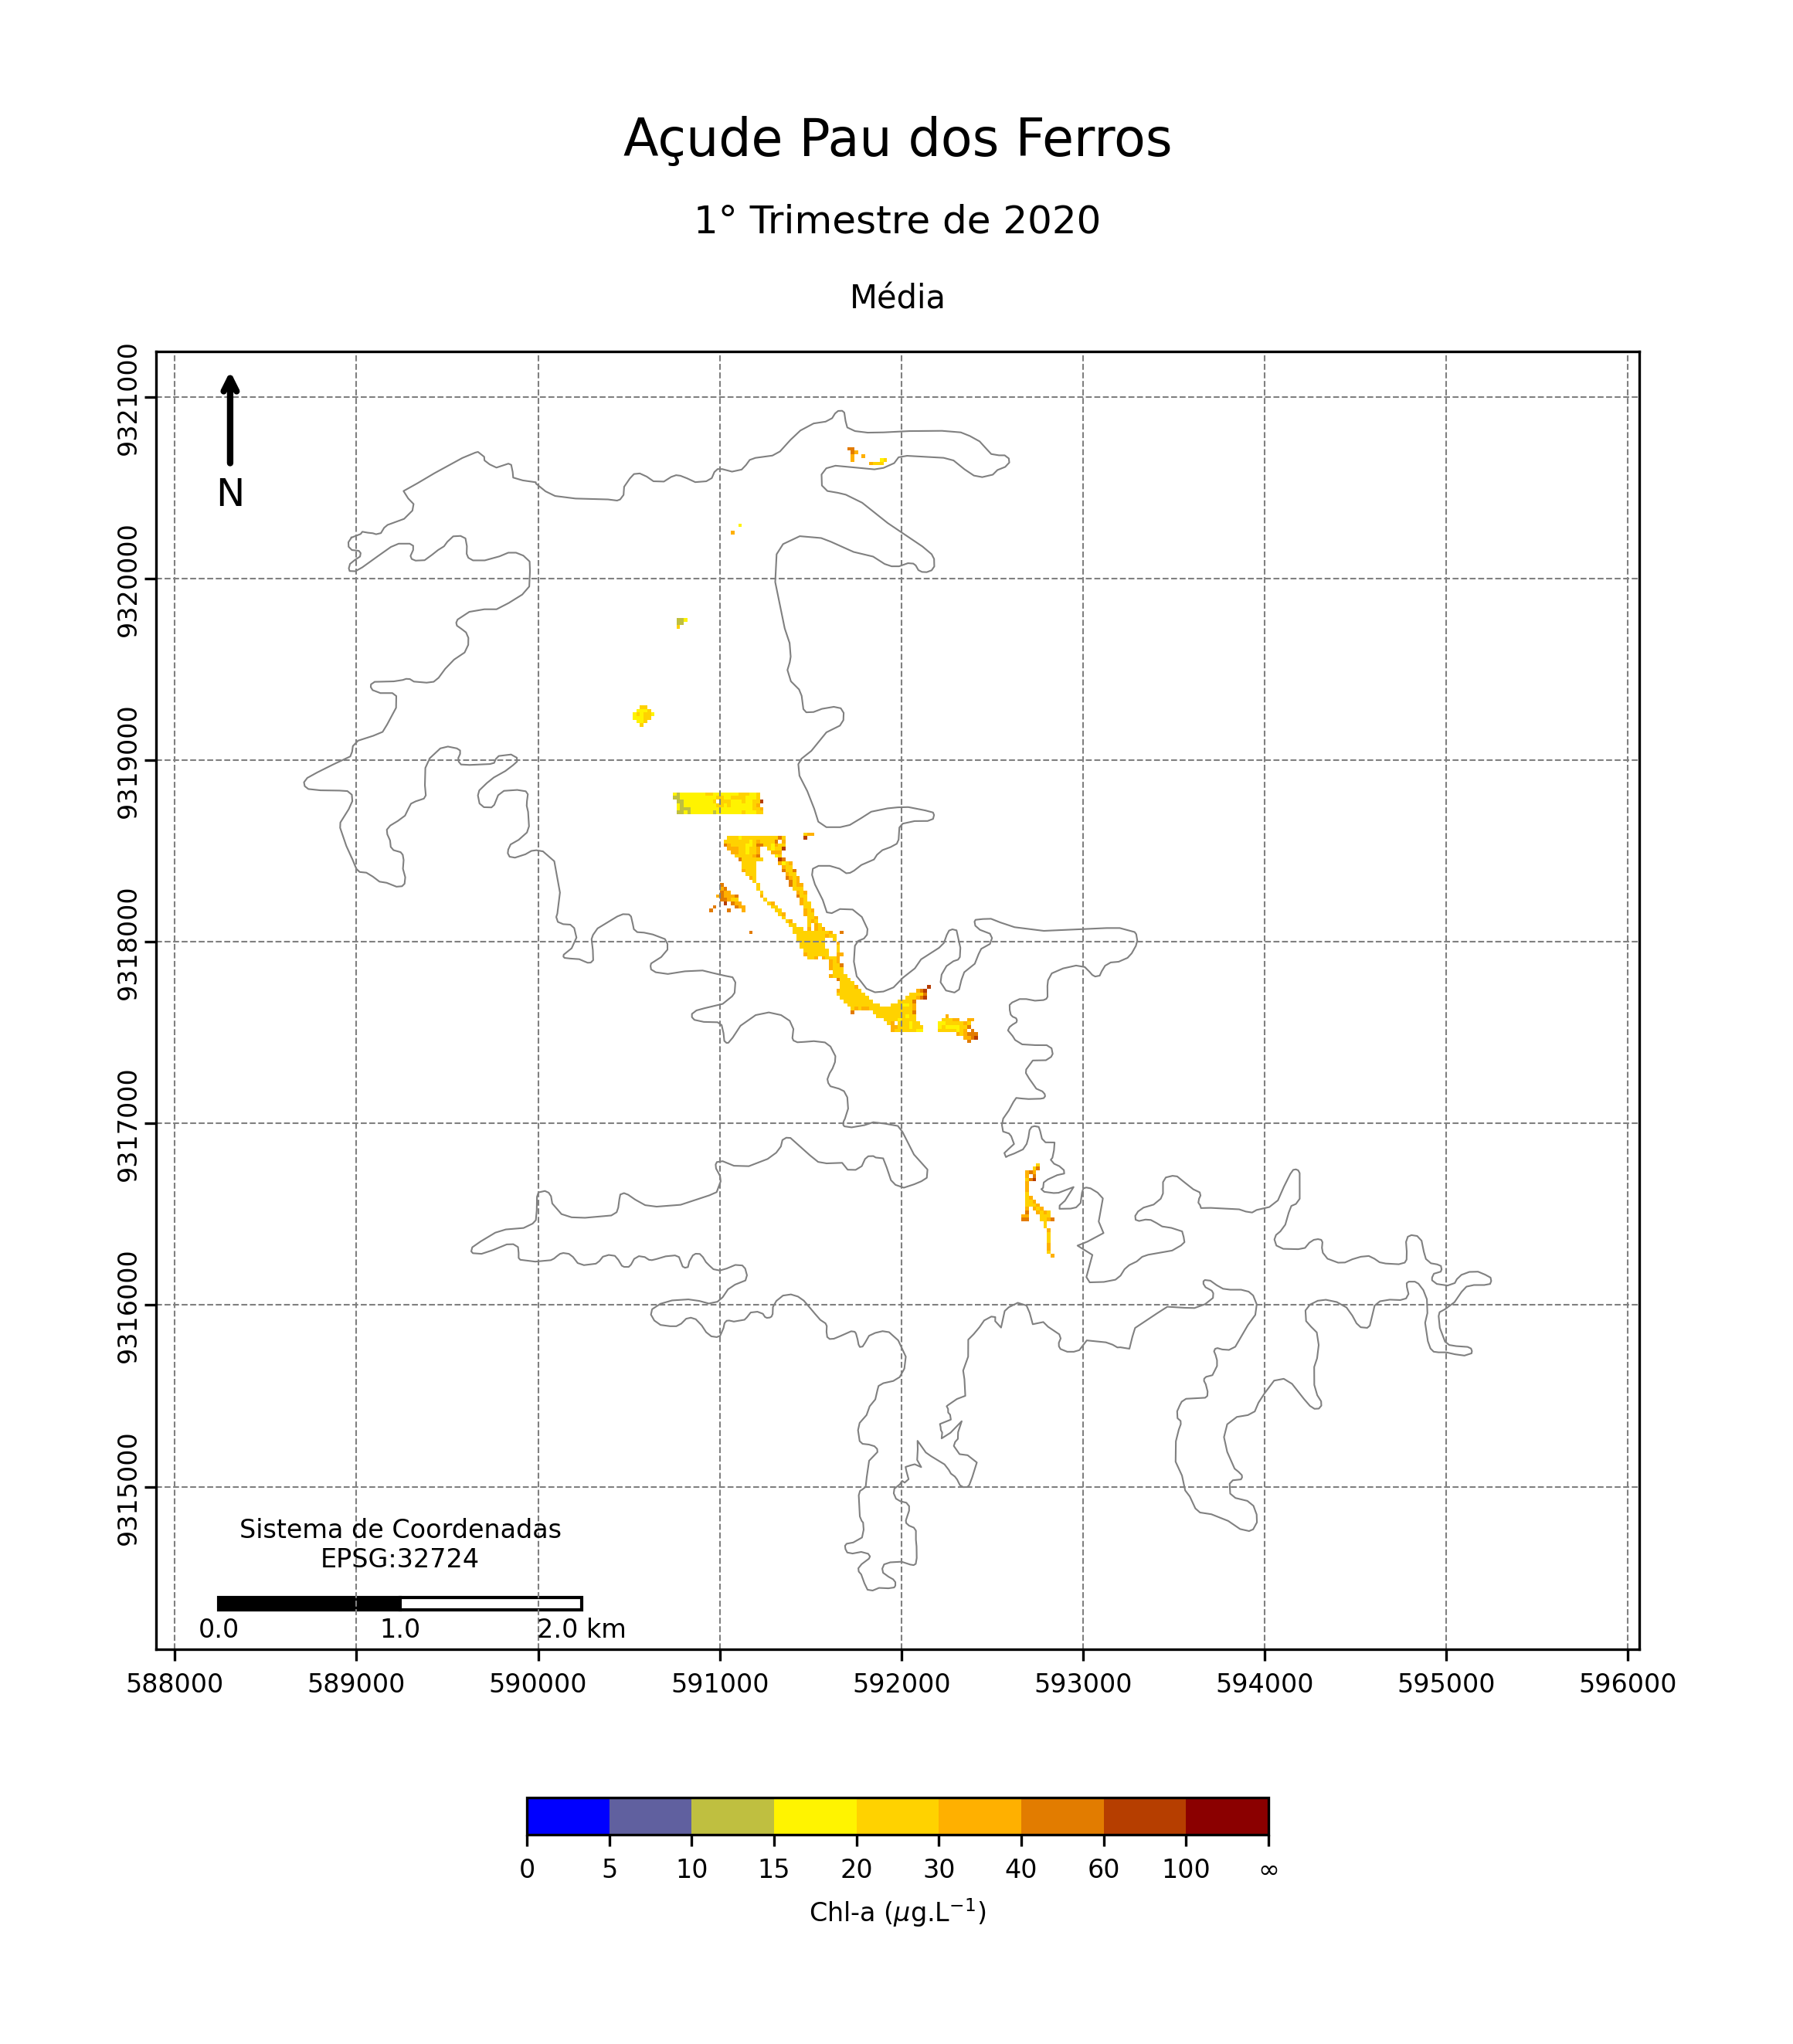 Açude Pau dos Ferros
1° Trimestre de 2020
Média
9321000
9320000
9319000
9318000
9317000
9316000
9315000
N
Sistema de Coordenadas
EPSG:32724
0.0 1.0 2.0 km
588000 589000 590000 591000 592000 593000 594000 595000 596000
0 5 10 15 20 30 40 60 100 ∞
Chl-a (μg.L⁻¹)